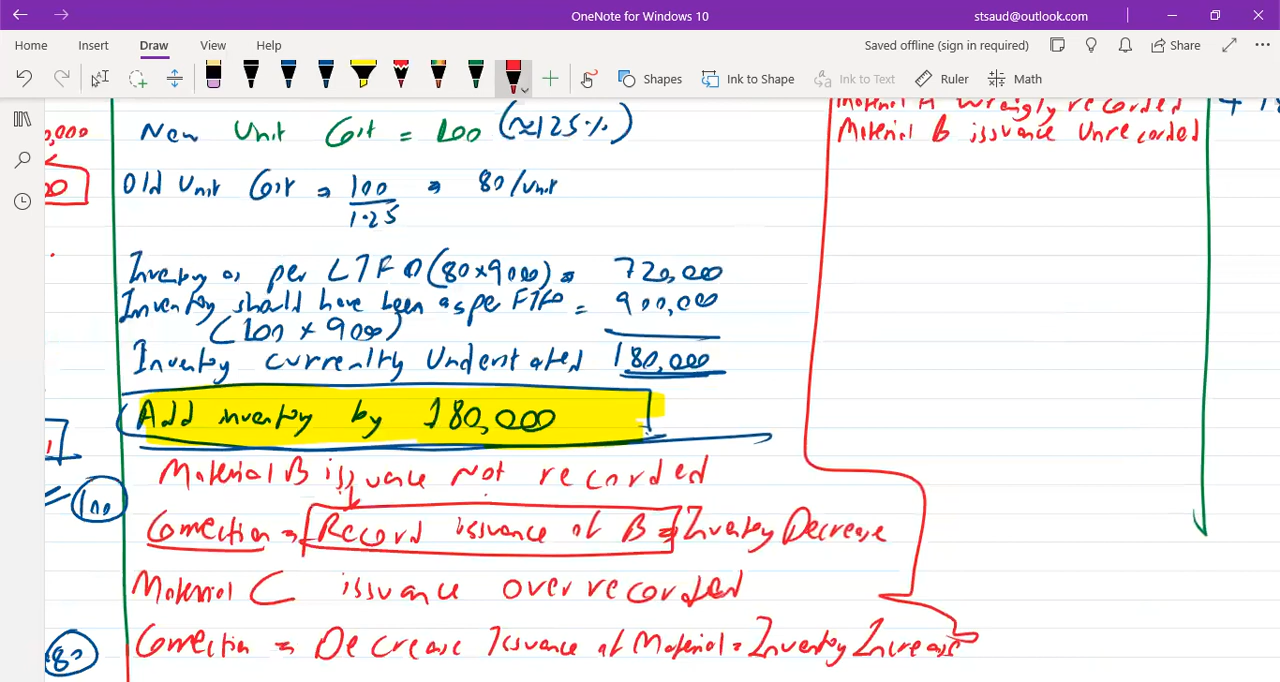 OneNote for Windows 10
stsaud@outlook.com
Home Insert Draw View Help
Saved offline (sign in required) Share
Shapes Ink to Shape Ink to Text Ruler Math
Material A wrongly recorded
Material B issuance Unrecorded
New Unit Cost = 100 (≈125%)
Old Unit Cost = 100/1.25 = 80/unit
Inventory as per LIFO (80×9000) = 720,000
Inventory should have been as per FIFO = 900,000
(100 × 9000)
Inventory currently Understated 180,000
Add inventory by 180,000
Material B issuance Not recorded
Correction = Record issuance of B = Inventory Decrease
Material C issuance over recorded
Correction = Decrease Issuance of Material = Inventory Increase
= 100
80